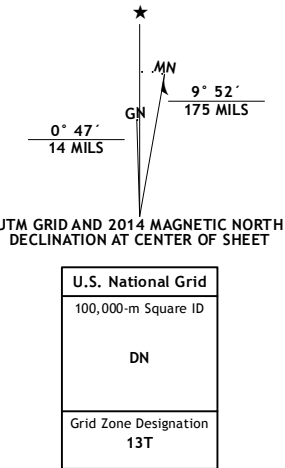 ★
MN
GN
9° 52´
175 MILS
0° 47´
14 MILS
UTM GRID AND 2014 MAGNETIC NORTH
DECLINATION AT CENTER OF SHEET
U.S. National Grid
100,000-m Square ID
DN
Grid Zone Designation
13T